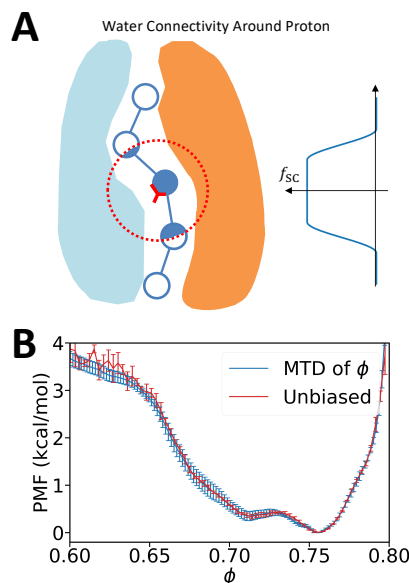 A
Water Connectivity Around Proton
fSC
B
MTD of ϕ
Unbiased
PMF (kcal/mol)
4
3
2
1
0
0.60
0.65
0.70
0.75
0.80
ϕ